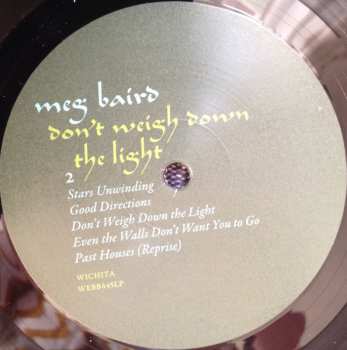 meg baird
don't weigh down
the light
2
Stars Unwinding
Good Directions
Don't Weigh Down the Light
Even the Walls Don't Want You to Go
Past Houses (Reprise)
WICHITA
WEBB445LP